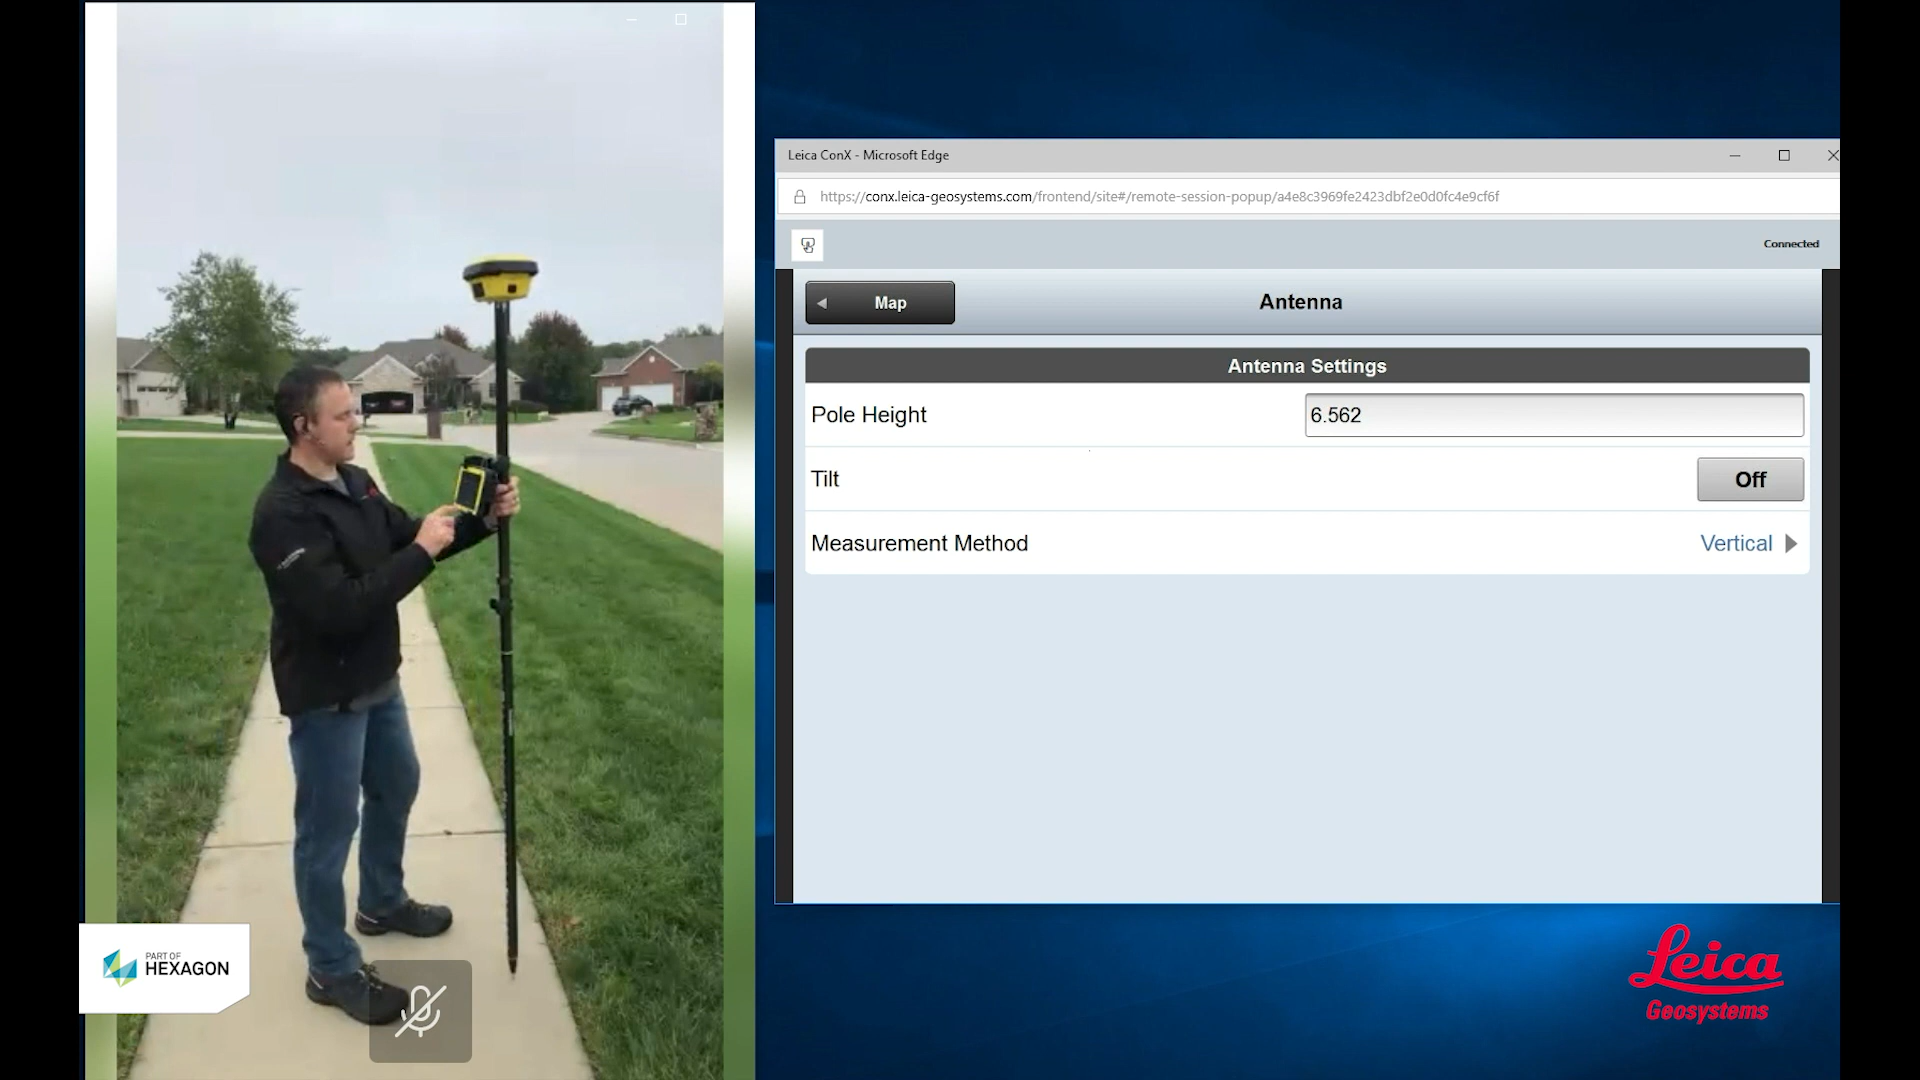 Leica ConX - Microsoft Edge
https://conx.leica-geosystems.com/frontend/site#/remote-session-popup/a4e8c3969fe2423dbf2e0d0fc4e9cf6f
Connected
Map
Antenna
Antenna Settings
Pole Height
6.562
Tilt
Off
Measurement Method
Vertical
PART OF
HEXAGON
Leica
Geosystems